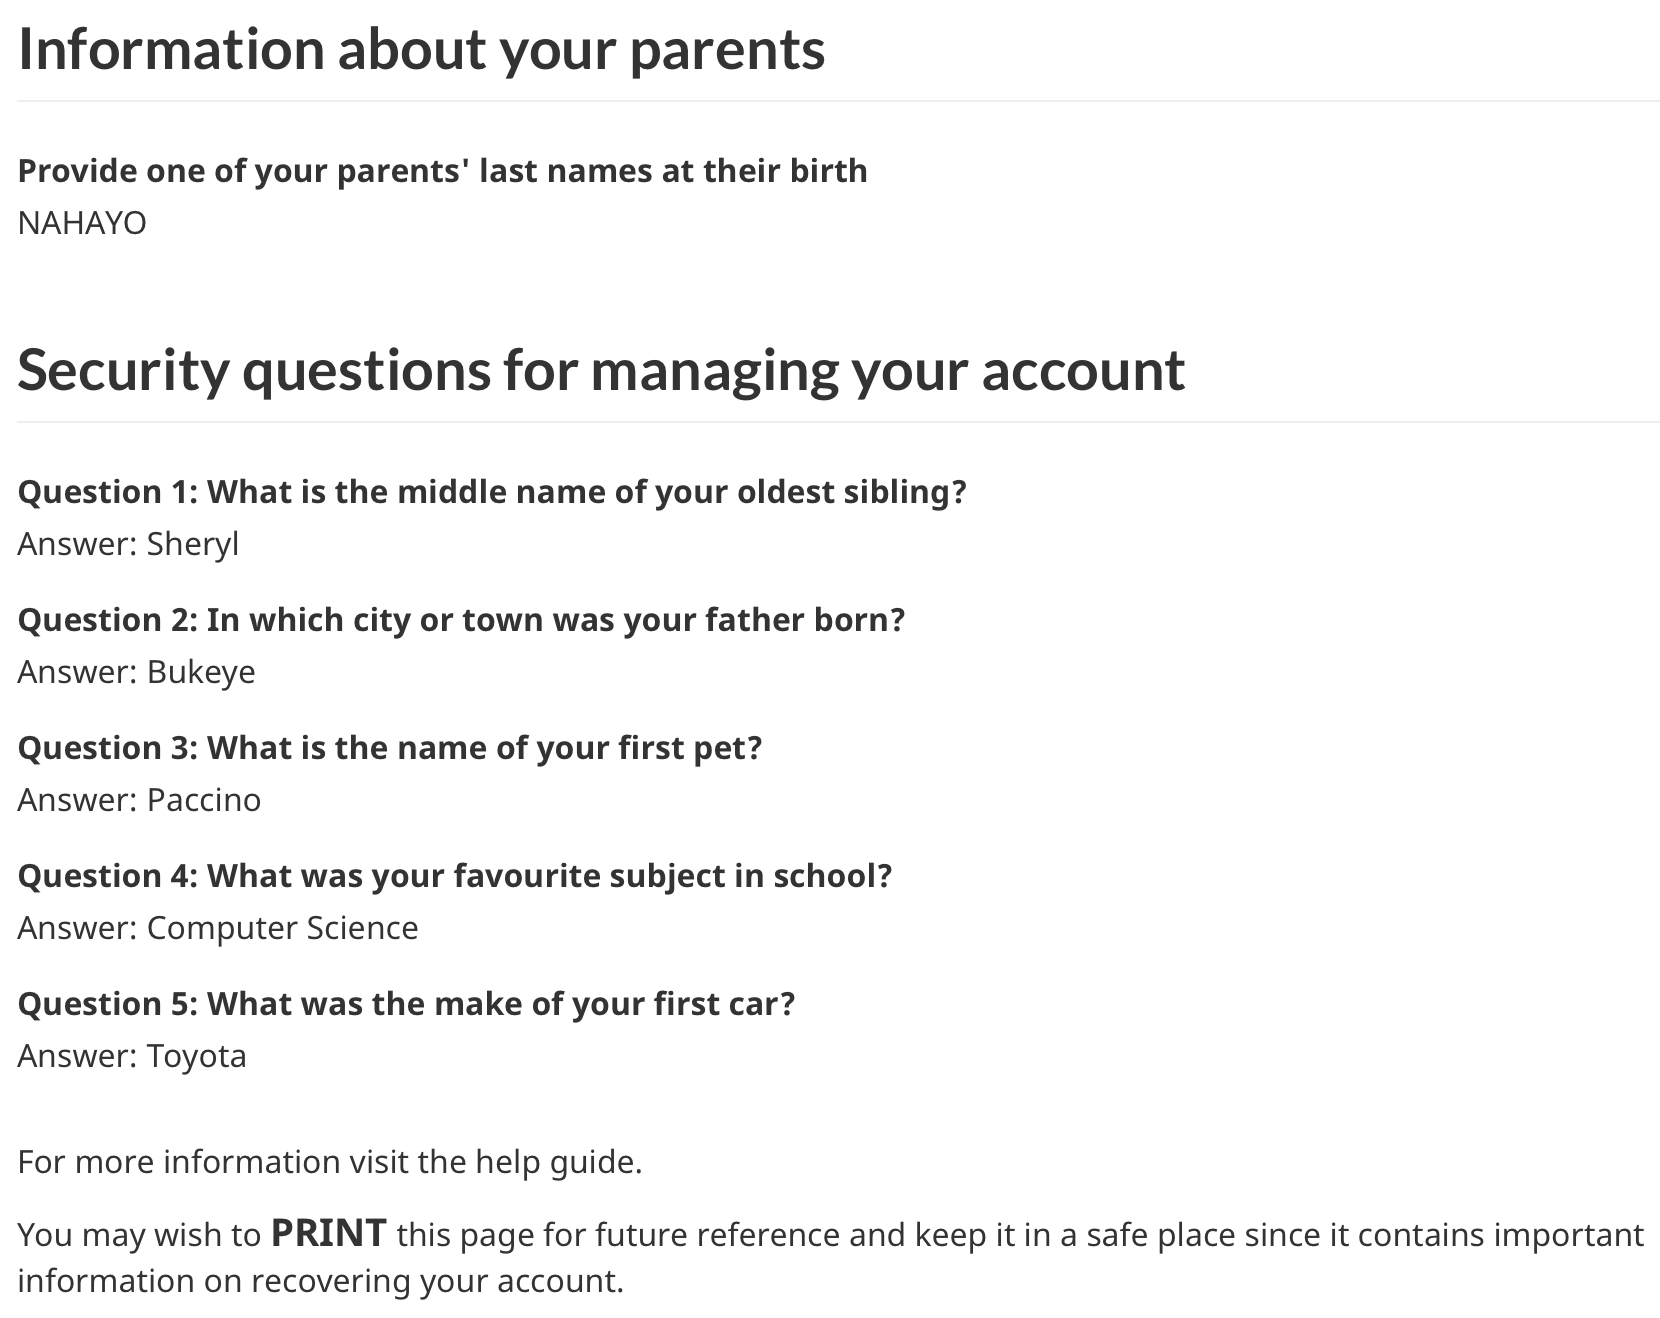 Information about your parents
Provide one of your parents' last names at their birth
NAHAYO
Security questions for managing your account
Question 1: What is the middle name of your oldest sibling?
Answer: Sheryl
Question 2: In which city or town was your father born?
Answer: Bukeye
Question 3: What is the name of your first pet?
Answer: Paccino
Question 4: What was your favourite subject in school?
Answer: Computer Science
Question 5: What was the make of your first car?
Answer: Toyota
For more information visit the help guide.
You may wish to PRINT this page for future reference and keep it in a safe place since it contains important
information on recovering your account.